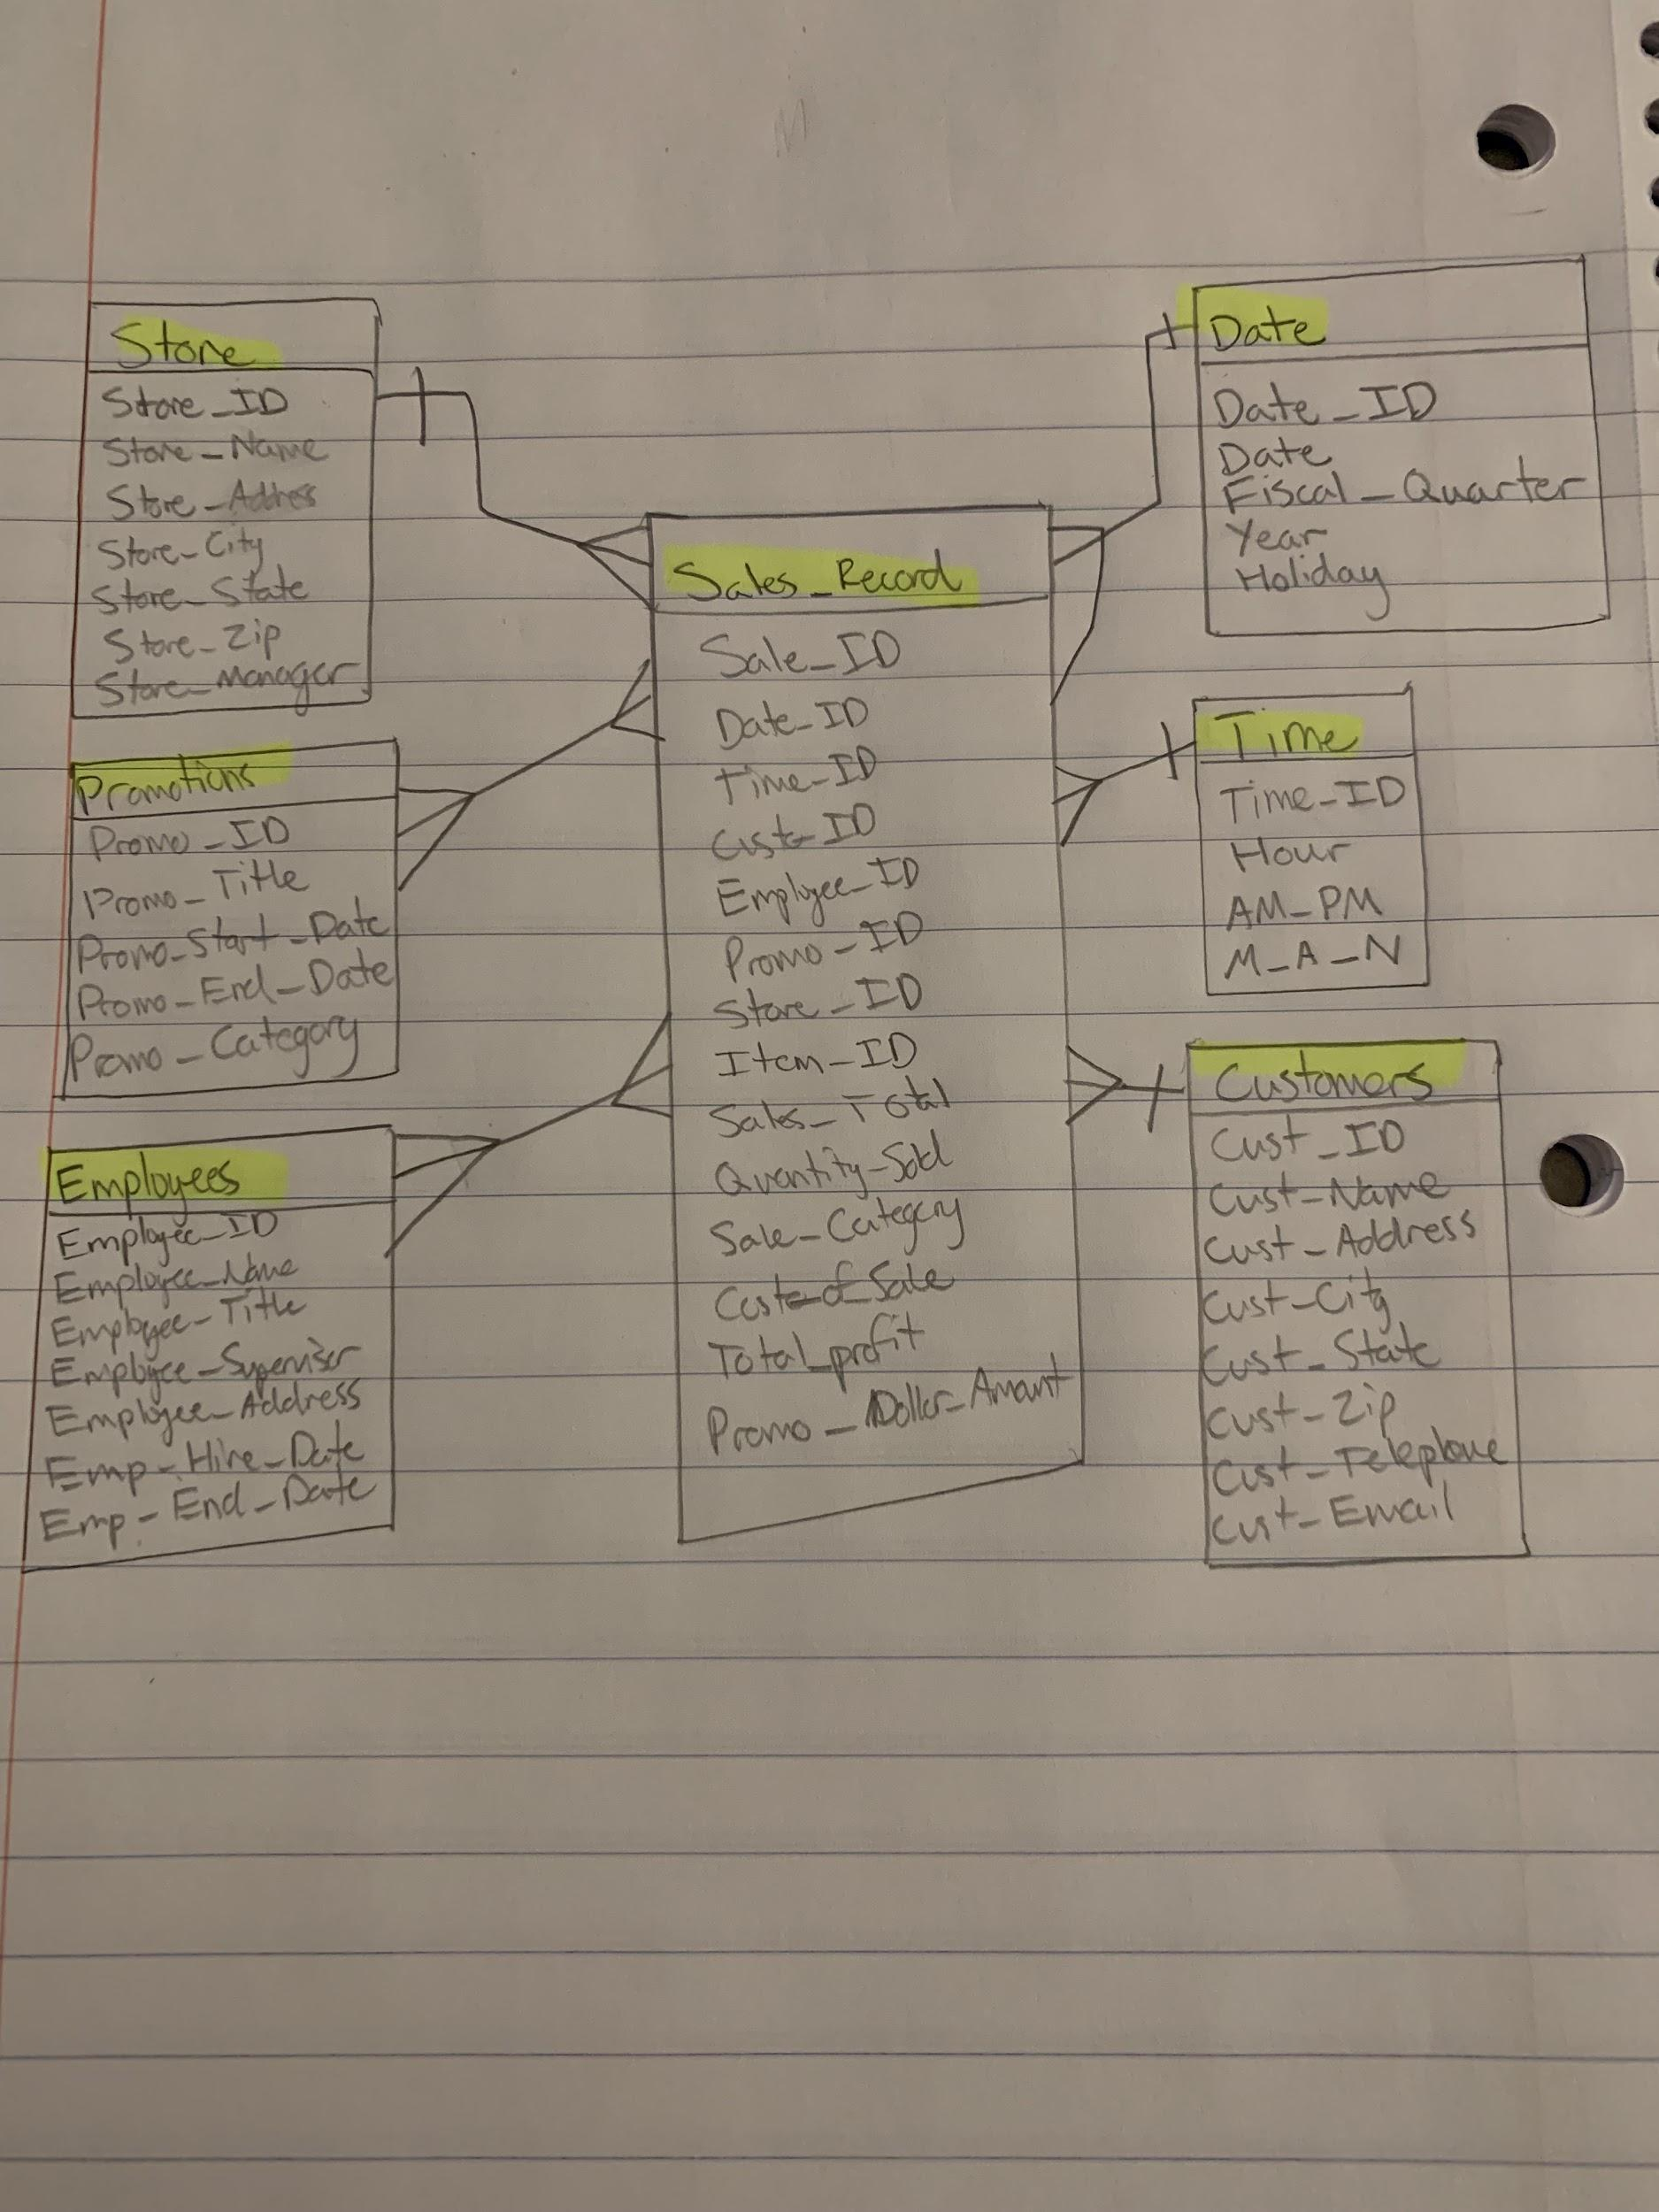 Store
Store_ID
Store_Name
Store_Address
Store_City
Store_State
Store_Zip
Store_Manager
Promotions
Promo_ID
Promo_Title
Promo_Start_Date
Promo_End_Date
Promo_Category
Employees
Employee_ID
Employee_Name
Employee_Title
Employee_Supervisor
Employee_Address
Emp_Hire_Date
Emp_End_Date
Sales_Record
Sale_ID
Date_ID
Time_ID
Cust_ID
Employee_ID
Promo_ID
Store_ID
Item_ID
Sales_Total
Quantity_Sold
Sale_Category
Cost_of_Sale
Total_profit
Promo_Dollar_Amount
Date
Date_ID
Date
Fiscal_Quarter
Year
Holiday
Time
Time_ID
Hour
AM_PM
M_A_N
Customers
Cust_ID
Cust_Name
Cust_Address
Cust_City
Cust_State
Cust_Zip
Cust_Telephone
Cust_Email